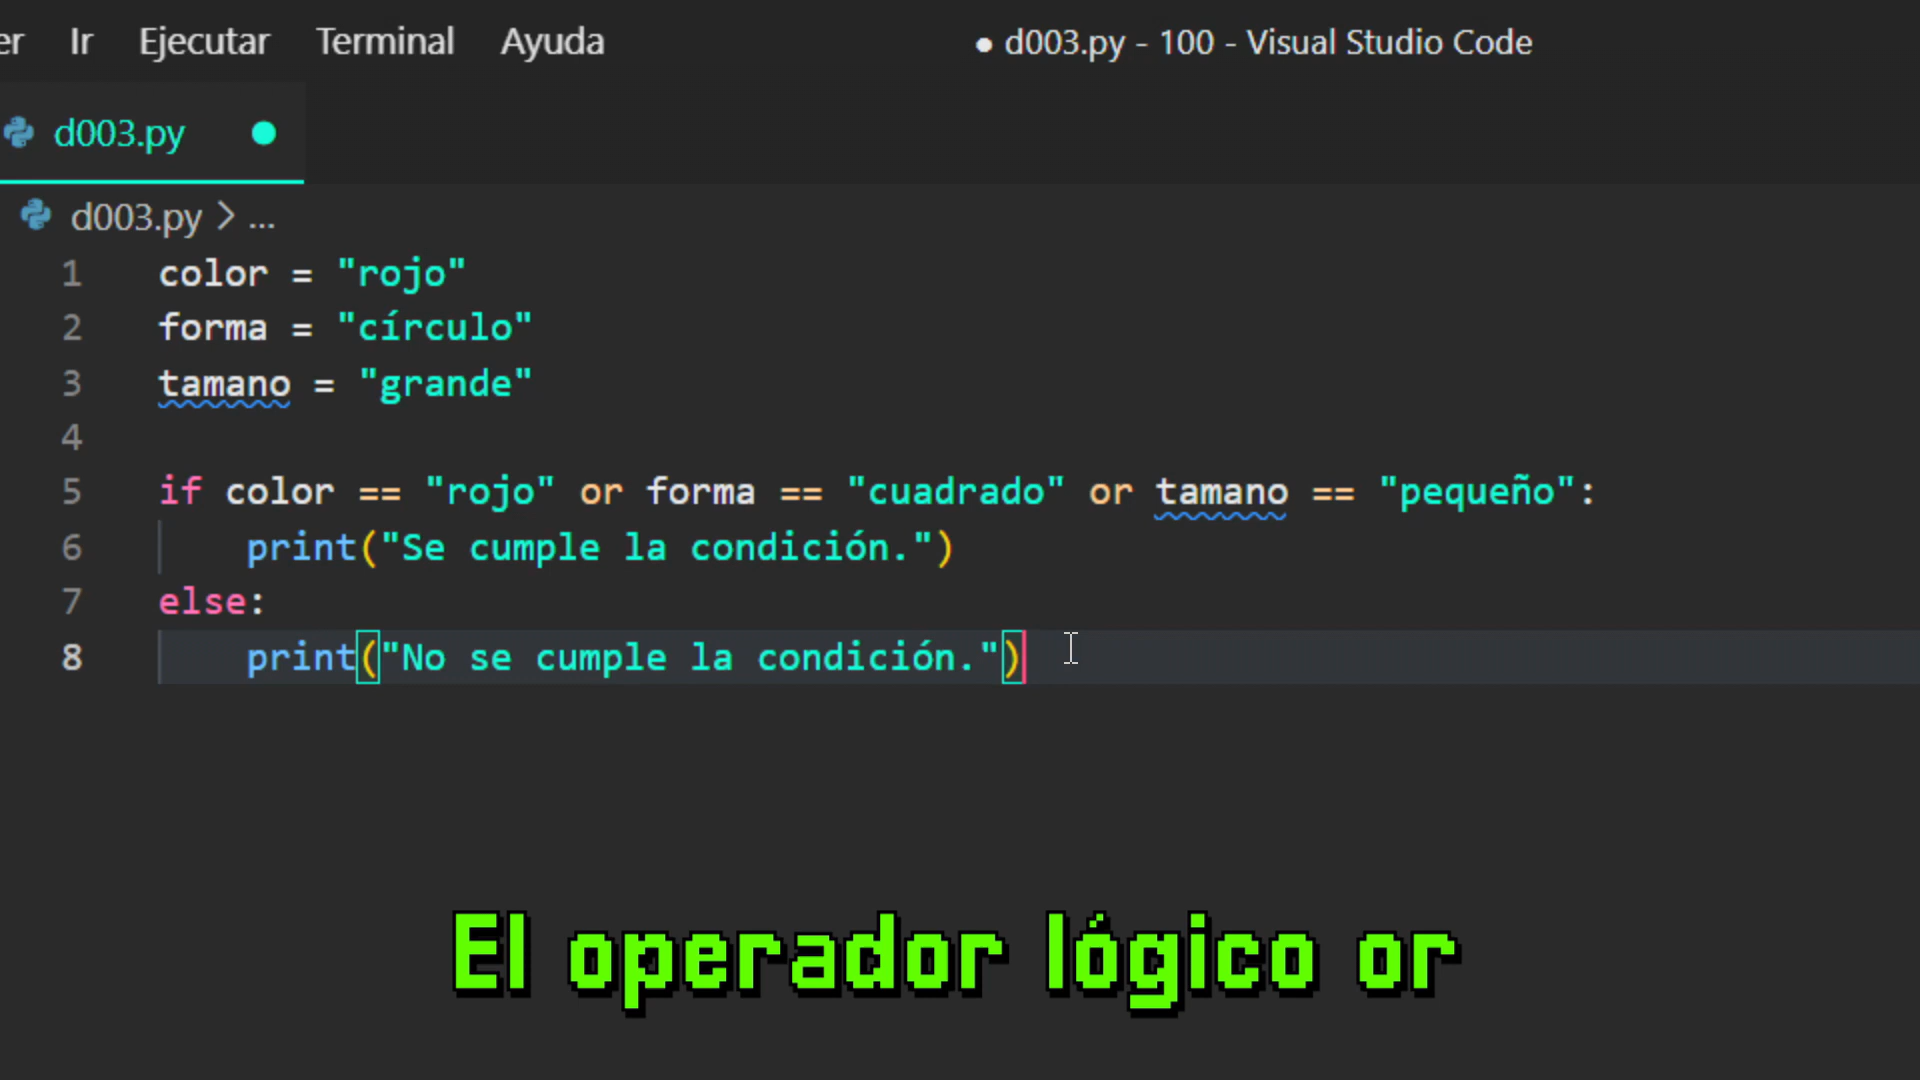 er Ir Ejecutar Terminal Ayuda ● d003.py - 100 - Visual Studio Code
d003.py ●
d003.py > ...
1 color = "rojo"
2 forma = "círculo"
3 tamano = "grande"
4
5 if color == "rojo" or forma == "cuadrado" or tamano == "pequeño":
6     print("Se cumple la condición.")
7 else:
8     print("No se cumple la condición.")
El operador lógico or